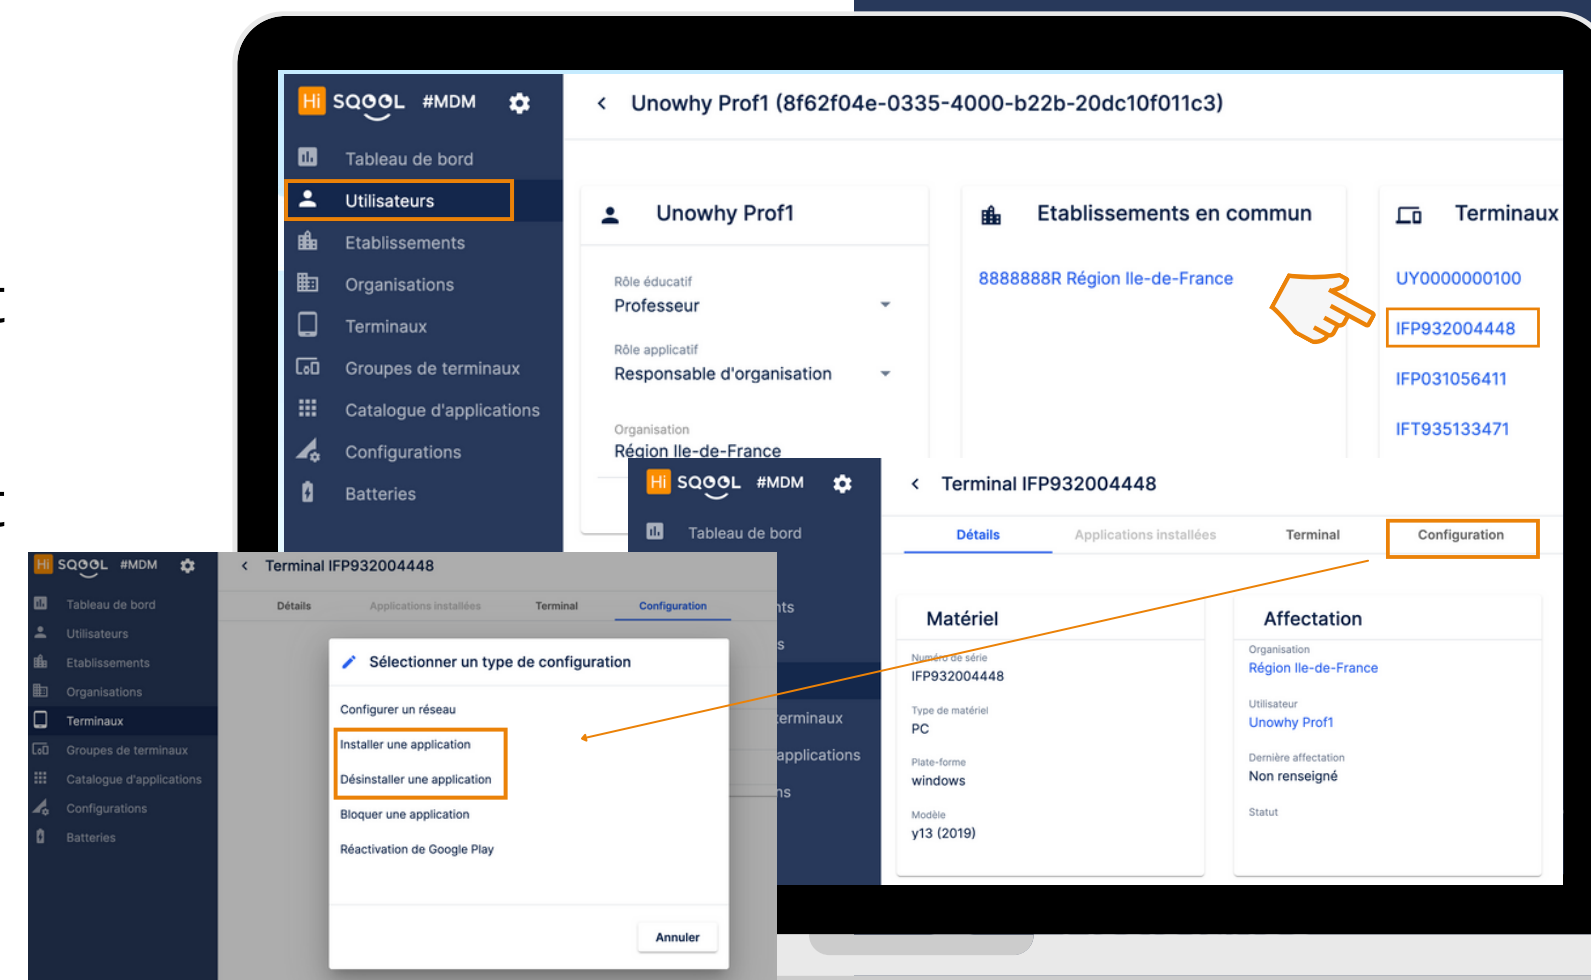 Hi SQOOL #MDM
Tableau de bord
Utilisateurs
Etablissements
Organisations
Terminaux
Groupes de terminaux
Catalogue d'applications
Configurations
Batteries
Unowhy Prof1 (8f62f04e-0335-4000-b22b-20dc10f011c3)
Unowhy Prof1
Rôle éducatif
Professeur
Rôle applicatif
Responsable d'organisation
Organisation
Région Ile-de-France
Etablissements en commun
8888888R Région Ile-de-France
Terminaux
UY0000000100
IFP932004448
IFP031056411
IFT935133471
Hi SQOOL #MDM
Tableau de bord
nts
s
terminaux
applications
ns
Terminal IFP932004448
Détails Applications installées Terminal Configuration
Matériel
Numéro de série
IFP932004448
Type de matériel
PC
Plate-forme
windows
Modèle
y13 (2019)
Affectation
Organisation
Région Ile-de-France
Utilisateur
Unowhy Prof1
Dernière affectation
Non renseigné
Statut
Hi SQOOL #MDM
Tableau de bord
Utilisateurs
Etablissements
Organisations
Terminaux
Groupes de terminaux
Catalogue d'applications
Configurations
Batteries
Terminal IFP932004448
Détails Applications installées Terminal Configuration
Sélectionner un type de configuration
Configurer un réseau
Installer une application
Désinstaller une application
Bloquer une application
Réactivation de Google Play
Annuler